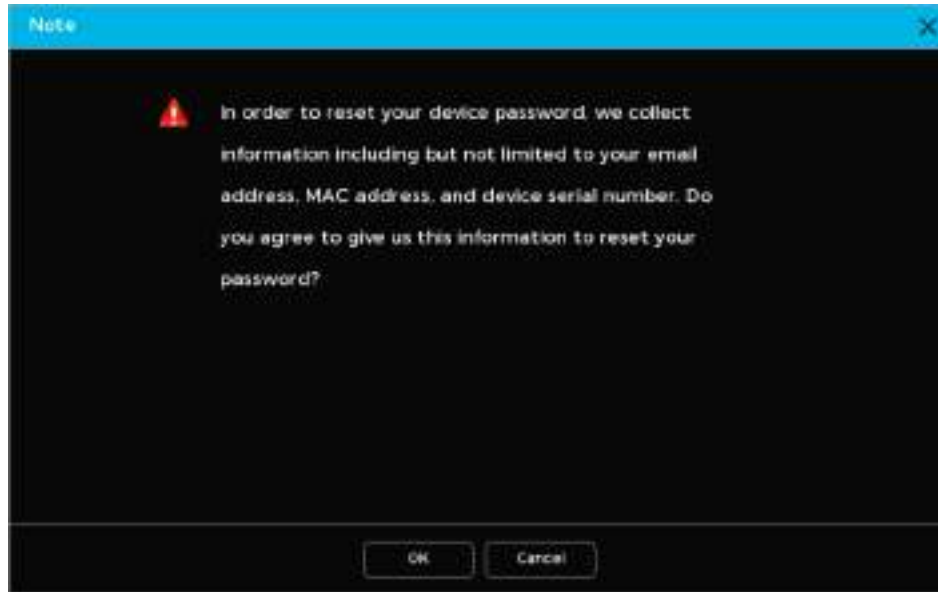 Note
In order to reset your device password, we collect
information including but not limited to your email
address, MAC address, and device serial number. Do
you agree to give us this information to reset your
password?
OK
Cancel